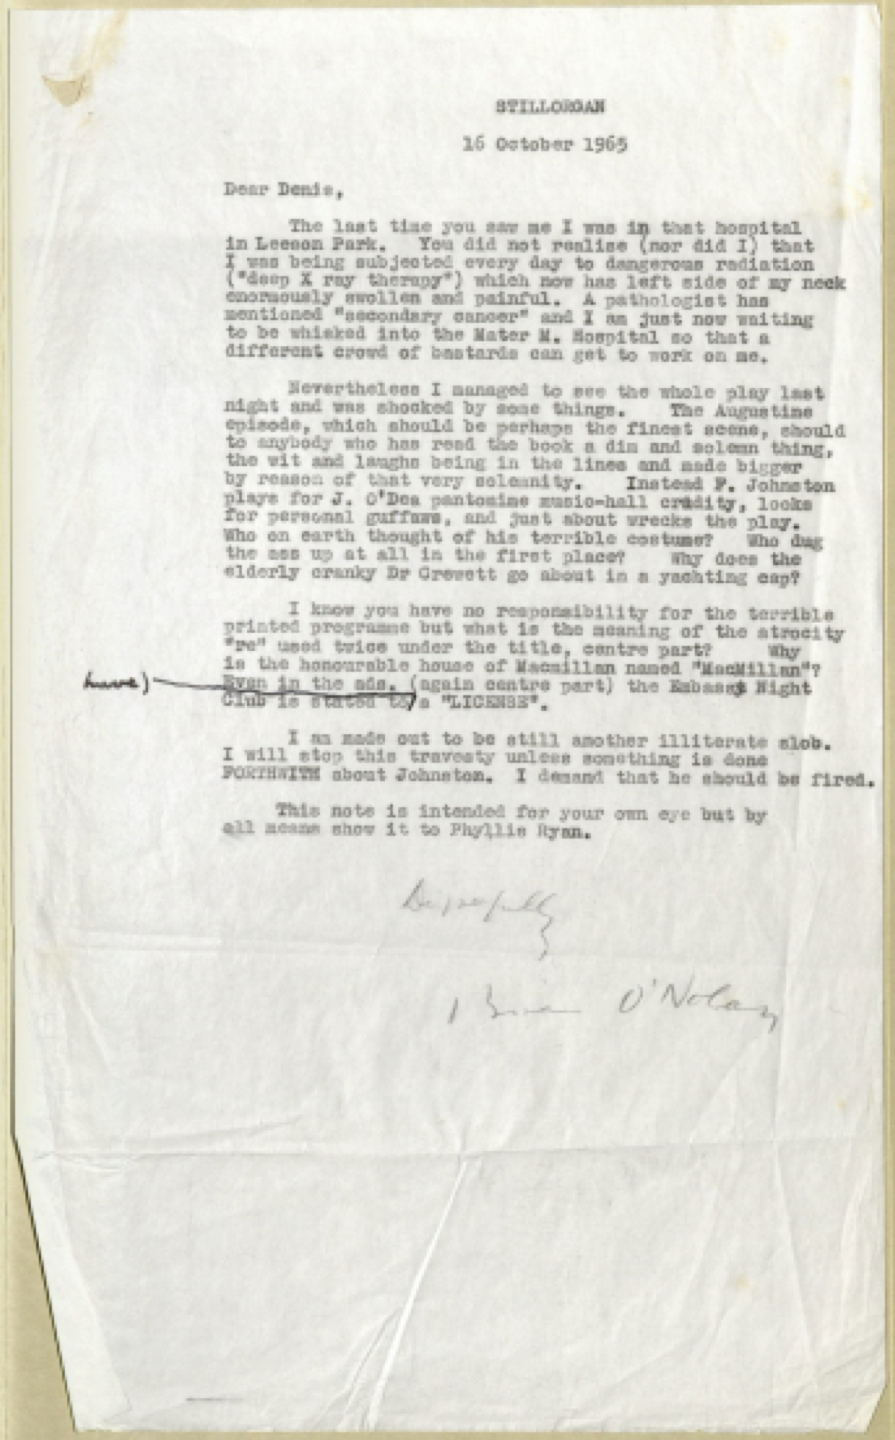 STILLORGAN
16 October 1965
Dear Denis,
The last time you saw me I was in that hospital
in Leeson Park. You did not realise (nor did I) that
I was being subjected every day to dangerous radiation
("deep X ray therapy") which now has left side of my neck
enormously swollen and painful. A pathologist has
mentioned "secondary cancer" and I am just now waiting
to be whisked into the Mater M. Hospital so that a
different crowd of bastards can get to work on me.
Nevertheless I managed to see the whole play last
night and was shocked by some things. The Augustine
episode, which should be perhaps the finest scene, should
to anybody who has read the book a dim and solemn thing,
the wit and laughs being in the lines and made bigger
by reason of that very solemnity. Instead F. Johnston
plays for J. O'Dea pantomime music-hall crudity, looks
for personal guffaws, and just about wrecks the play.
Who on earth thought of his terrible costume? Who dug
the ass up at all in the first place? Why does the
elderly cranky Dr Crewett go about in a yachting cap?
I know you have no responsibility for the terrible
printed programme but what is the meaning of the atrocity
"re" used twice under the title, centre part? Why
is the honourable house of Macmillan named "MacMillan"?
have) Even in the ads. (again centre part) the Embassy Night
Club is stated to a "LICENSE".
I am made out to be still another illiterate slob.
I will stop this travesty unless something is done
FORTHWITH about Johnston. I demand that he should be fired.
This note is intended for your own eye but by
all means show it to Phyllis Ryan.
Brian O'Nolan